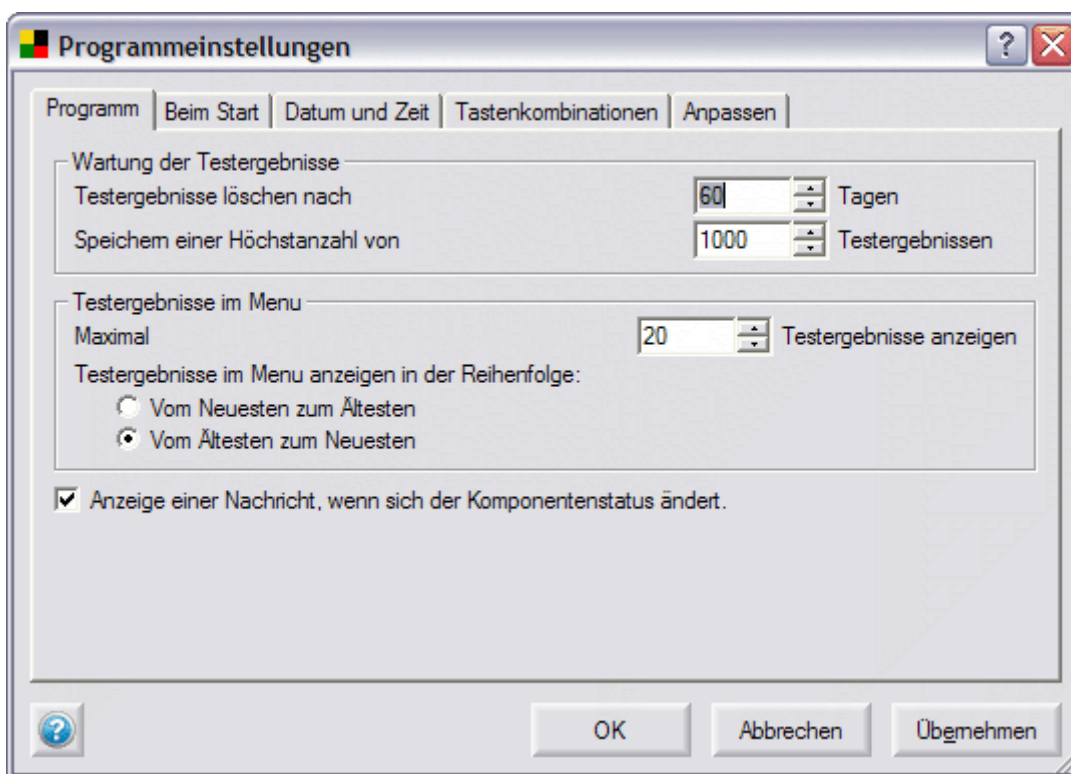 Programmeinstellungen
Programm Beim Start Datum und Zeit Tastenkombinationen Anpassen
Wartung der Testergebnisse
Testergebnisse löschen nach 60 Tagen
Speichern einer Höchstanzahl von 1000 Testergebnissen
Testergebnisse im Menu
Maximal 20 Testergebnisse anzeigen
Testergebnisse im Menu anzeigen in der Reihenfolge:
Vom Neuesten zum Ältesten
Vom Ältesten zum Neuesten
Anzeige einer Nachricht, wenn sich der Komponentenstatus ändert.
OK Abbrechen Übernehmen